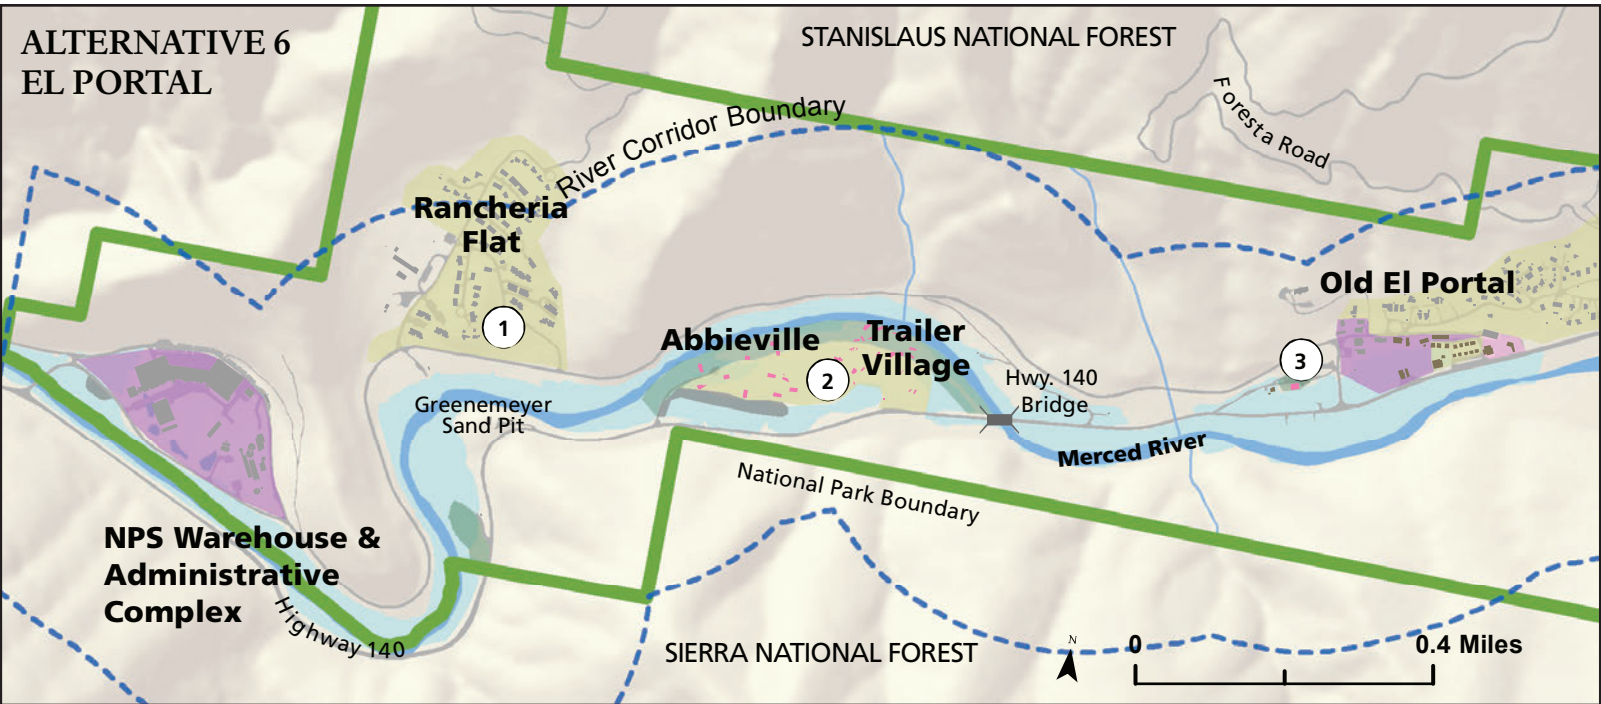 ALTERNATIVE 6
EL PORTAL
STANISLAUS NATIONAL FOREST
Foresta Road
River Corridor Boundary
Rancheria
Flat
1
Old El Portal
Abbieville
Trailer
Village
2
3
Hwy. 140
Bridge
Greenemeyer
Sand Pit
Merced River
National Park Boundary
NPS Warehouse &
Administrative
Complex
Highway 140
SIERRA NATIONAL FOREST
N
0
0.4 Miles